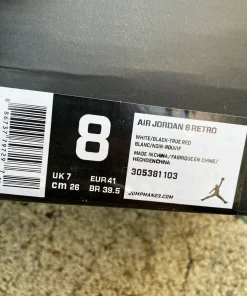 8
UK 7
EUR 41
cm 26
BR 39.5
AIR JORDAN 8 RETRO
WHITE/BLACK-TRUE RED
BLANC/NOIR-ROUVIF
MADE IN CHINA/FABRIQUE EN CHINE/
HECHO EN CHINA
305381 103
JUMPMAN23.COM